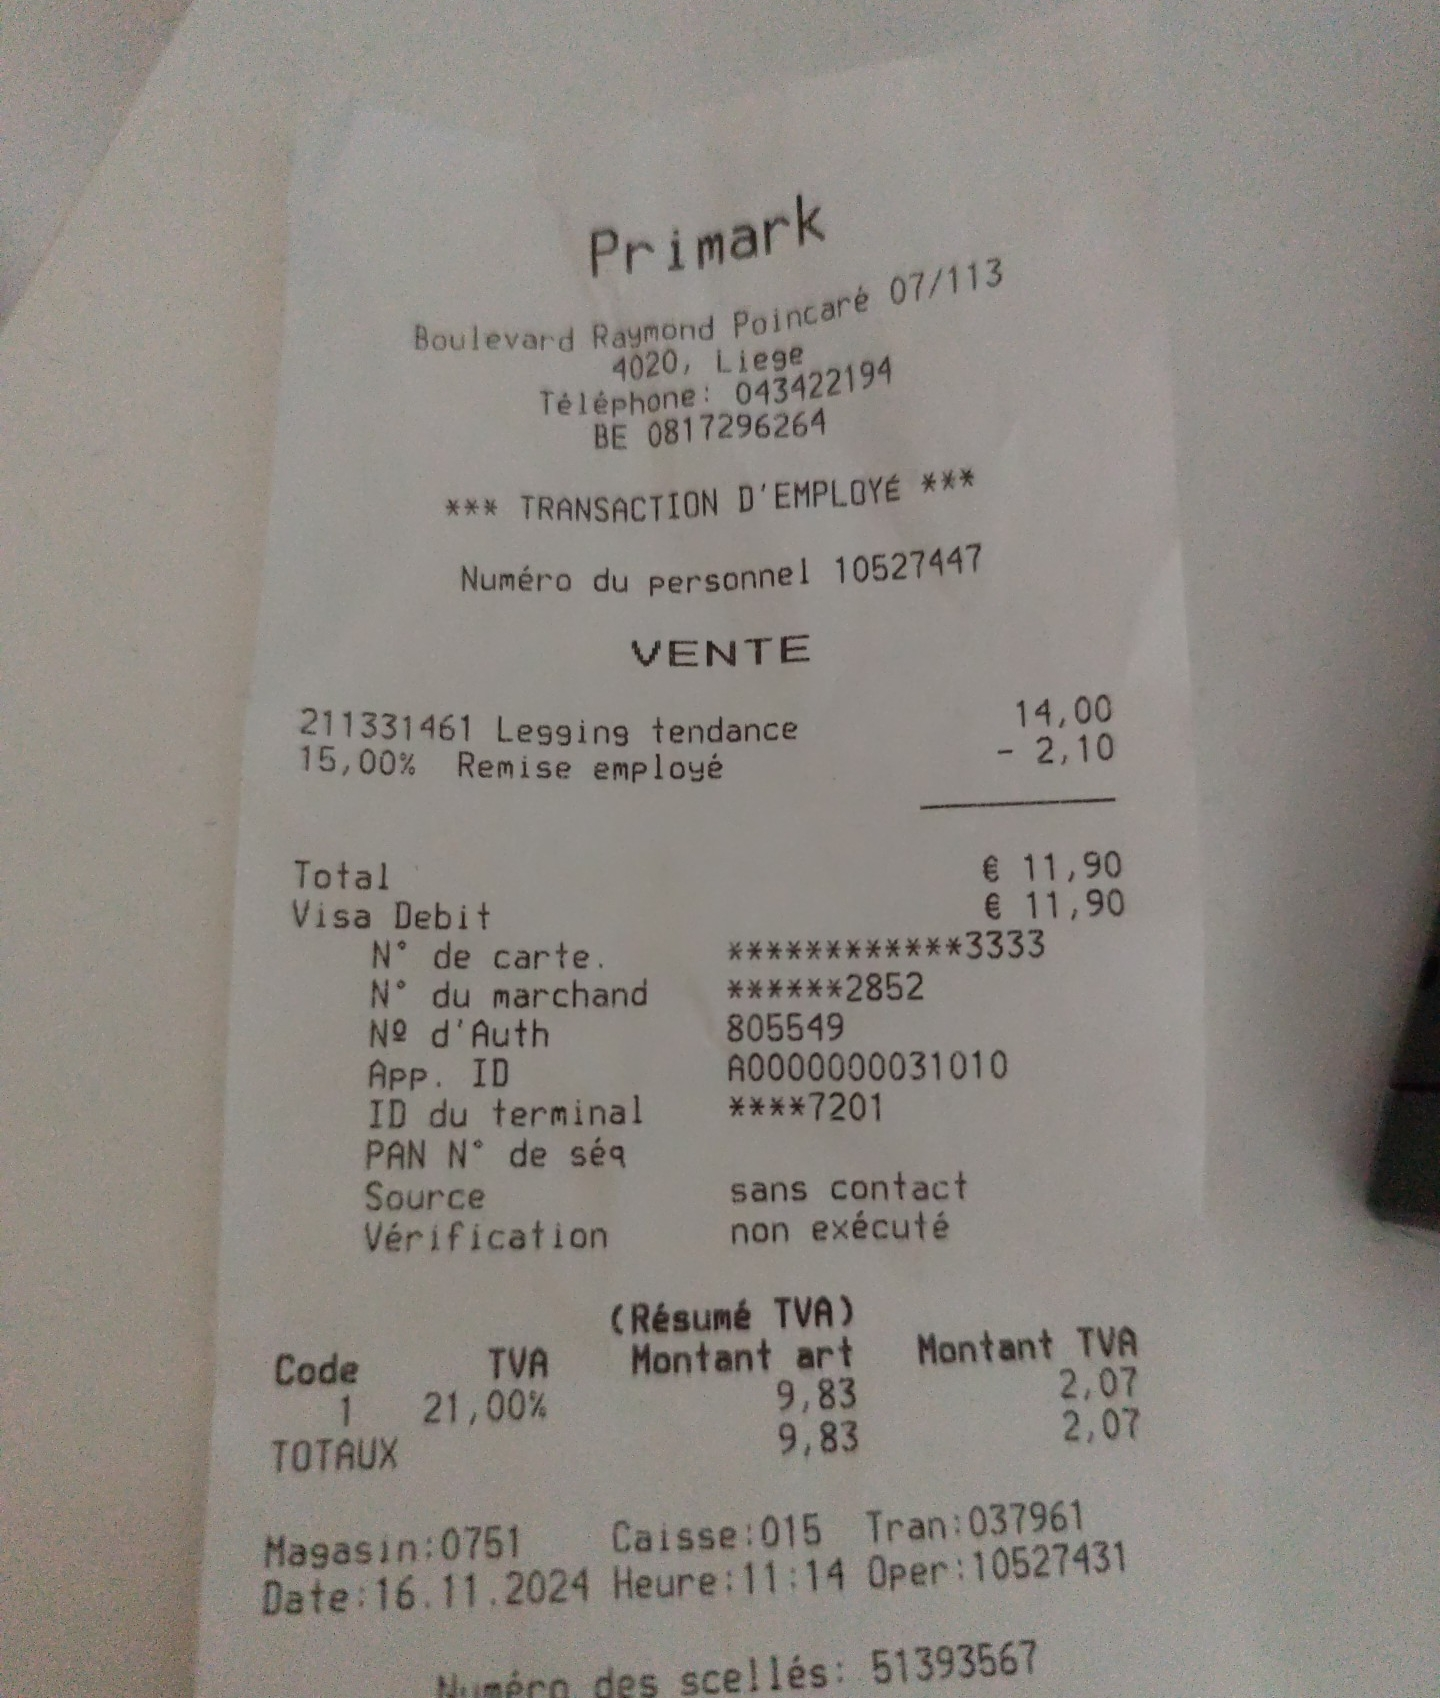 Primark
Boulevard Raymond Poincaré 07/113
4020, Liege
Téléphone: 043422194
BE 0817296264
*** TRANSACTION D'EMPLOYÉ ***
Numéro du personnel 10527447
VENTE
211331461 Legging tendance 14,00
15,00% Remise employé - 2,10
Total € 11,90
Visa Debit € 11,90
N° de carte. ************3333
N° du marchand ******2852
Nº d'Auth 805549
App. ID A0000000031010
ID du terminal ****7201
PAN N° de séq
Source sans contact
Vérification non exécuté
(Résumé TVA)
Code TVA Montant art Montant TVA
1 21,00% 9,83 2,07
TOTAUX 9,83 2,07
Magasin:0751 Caisse:015 Tran:037961
Date:16.11.2024 Heure:11:14 Oper:10527431
Numéro des scellés: 51393567